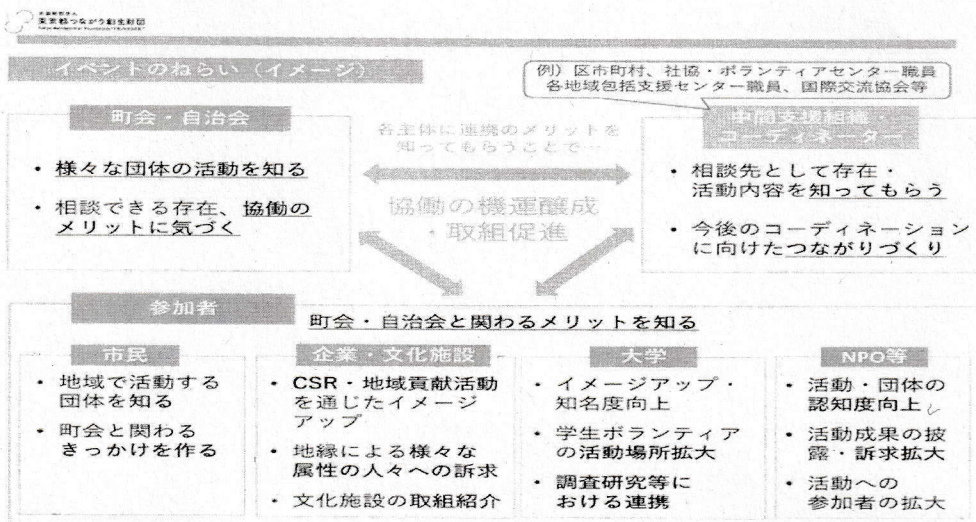 公益財団法人
東京都つながり創生財団
イベントのねらい（イメージ）
例）区市町村、社協・ボランティアセンター職員
各地域包括支援センター職員、国際交流協会等
町会・自治会
・様々な団体の活動を知る
・相談できる存在、協働の
メリットに気づく
各主体に連携のメリットを
知ってもらうことで…
協働の機運醸成
・取組促進
中間支援組織・
コーディネーター
・相談先として存在・
活動内容を知ってもらう
・今後のコーディネーション
に向けたつながりづくり
参加者
町会・自治会と関わるメリットを知る
市民
・地域で活動する
団体を知る
・町会と関わる
きっかけを作る
企業・文化施設
・CSR・地域貢献活動
を通じたイメージ
アップ
・地縁による様々な
属性の人々への訴求
・文化施設の取組紹介
大学
・イメージアップ・
知名度向上
・学生ボランティア
の活動場所拡大
・調査研究等に
おける連携
NPO等
・活動・団体の
認知度向上
・活動成果の披
露・訴求拡大
・活動への
参加者の拡大